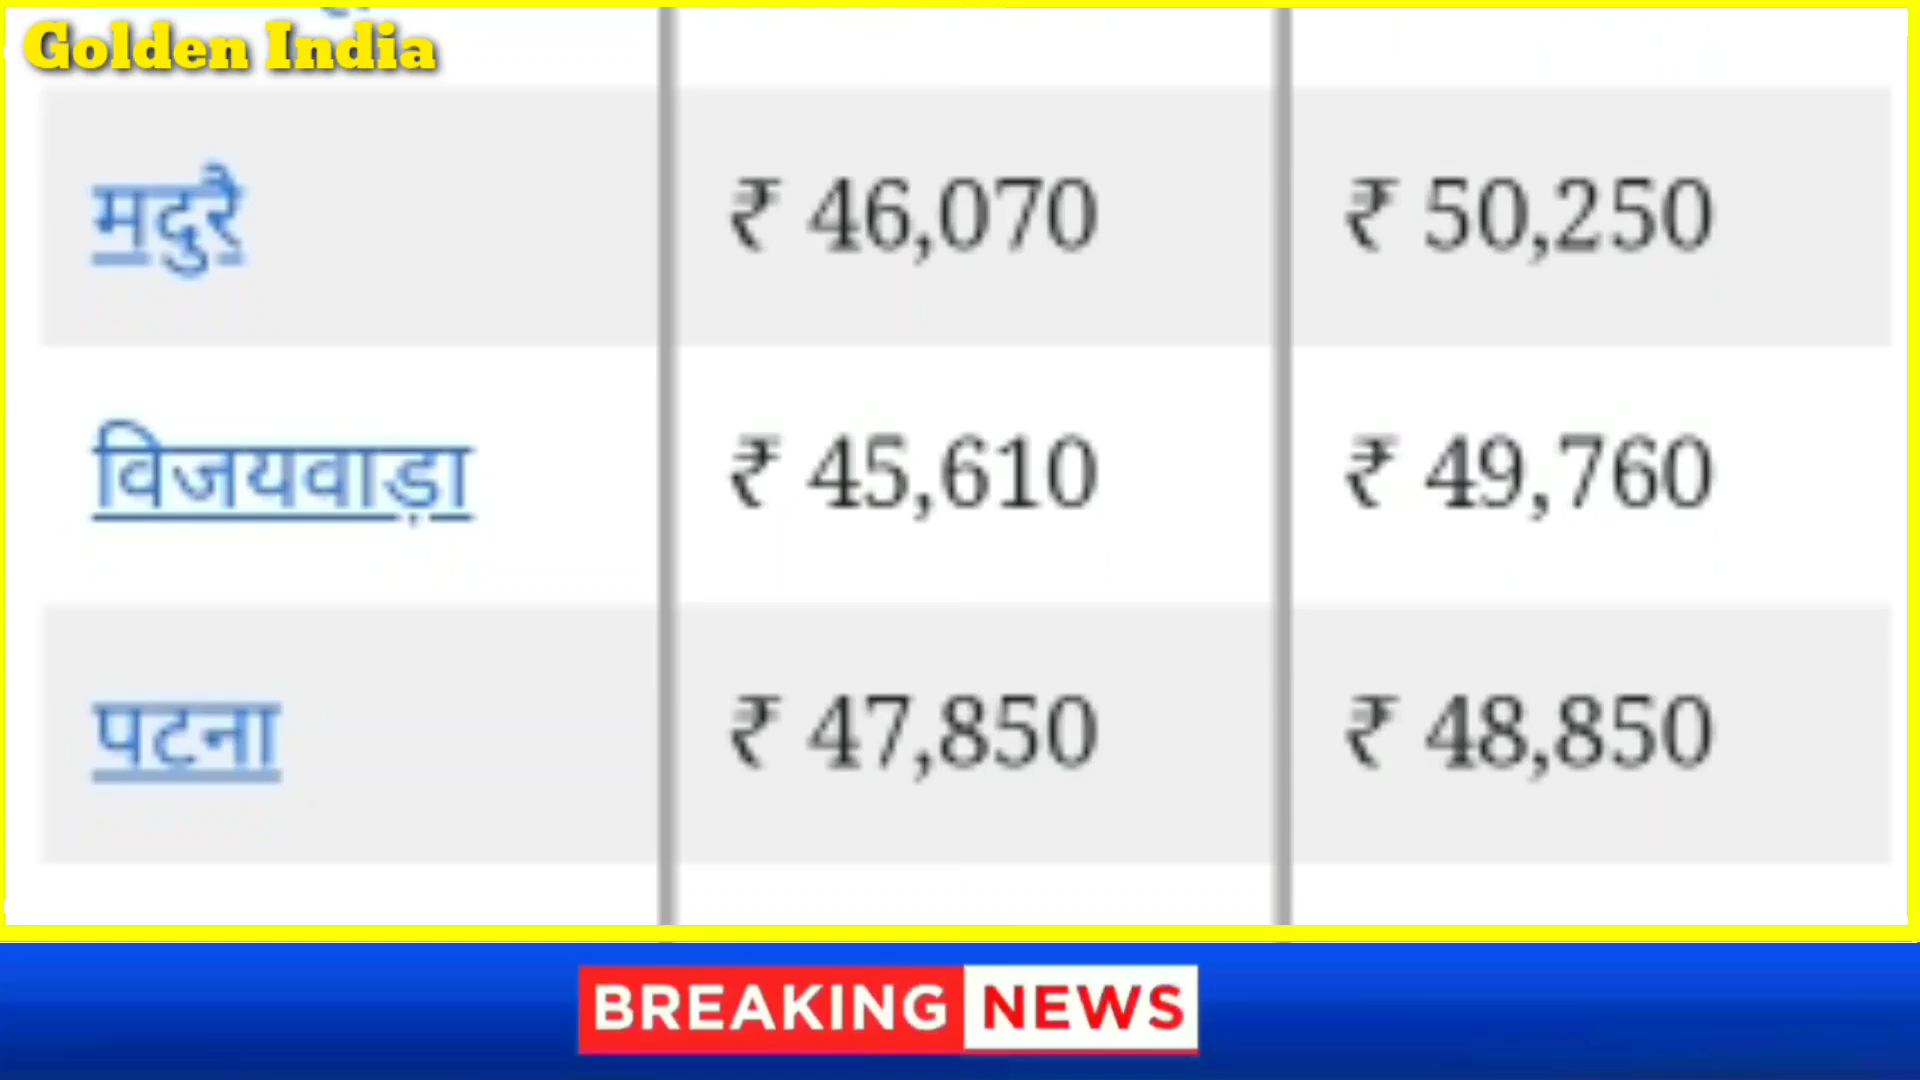 Golden India
मदुरै ₹ 46,070 ₹ 50,250
विजयवाड़ा ₹ 45,610 ₹ 49,760
पटना ₹ 47,850 ₹ 48,850
BREAKING NEWS